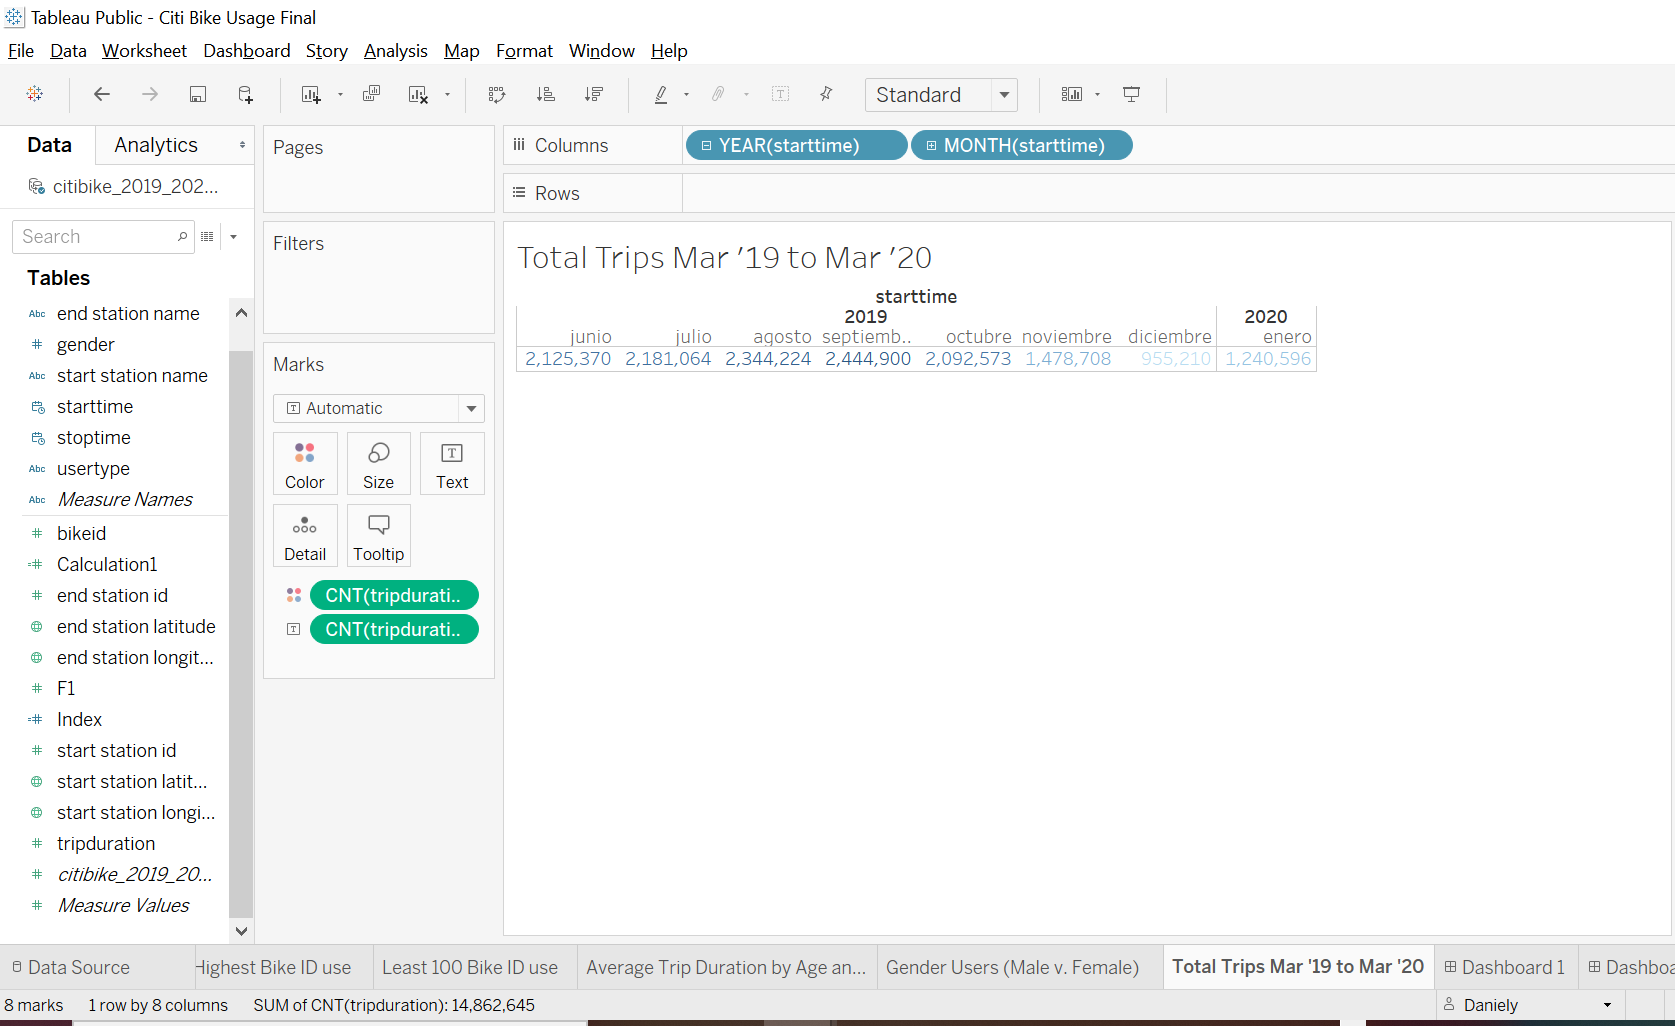 Tableau Public - Citi Bike Usage Final
File Data Worksheet Dashboard Story Analysis Map Format Window Help
Standard
Data Analytics
citibike_2019_202...
Search
Tables
Abc end station name
# gender
Abc start station name
starttime
stoptime
Abc usertype
Abc Measure Names
# bikeid
=# Calculation1
# end station id
end station latitude
end station longit...
# F1
=# Index
# start station id
start station latit...
start station longi...
# tripduration
# citibike_2019_20...
# Measure Values
Pages
Filters
Marks
T Automatic
Color Size T Text
Detail Tooltip
CNT(tripdurati..
T CNT(tripdurati..
Columns YEAR(starttime) MONTH(starttime)
Rows
Total Trips Mar '19 to Mar '20
starttime
2019 2020
junio julio agosto septiemb.. octubre noviembre diciembre enero
2,125,370 2,181,064 2,344,224 2,444,900 2,092,573 1,478,708 955,210 1,240,596
Data Source Highest Bike ID use Least 100 Bike ID use Average Trip Duration by Age an... Gender Users (Male v. Female) Total Trips Mar '19 to Mar '20 Dashboard 1 Dashboa
8 marks 1 row by 8 columns SUM of CNT(tripduration): 14,862,645 Daniely